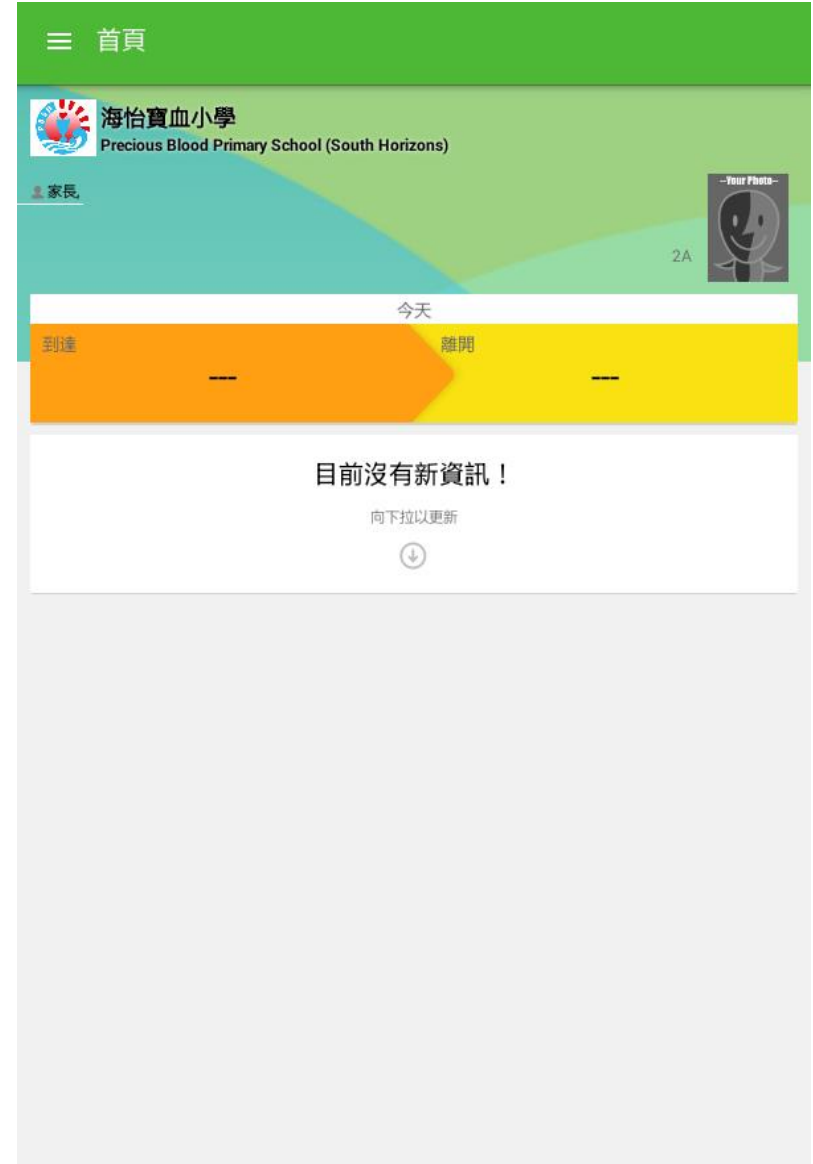 首頁
海怡寶血小學
Precious Blood Primary School (South Horizons)
家長,
--Your Photo--
2A
今天
到達
離開
---
---
目前沒有新資訊！
向下拉以更新